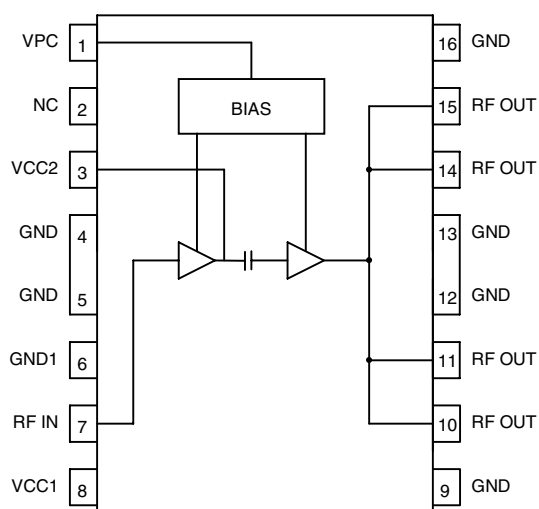 VPC 1
16 GND
NC 2
BIAS
15 RF OUT
VCC2 3
14 RF OUT
GND 4
13 GND
GND 5
12 GND
GND1 6
11 RF OUT
RF IN 7
10 RF OUT
VCC1 8
9 GND